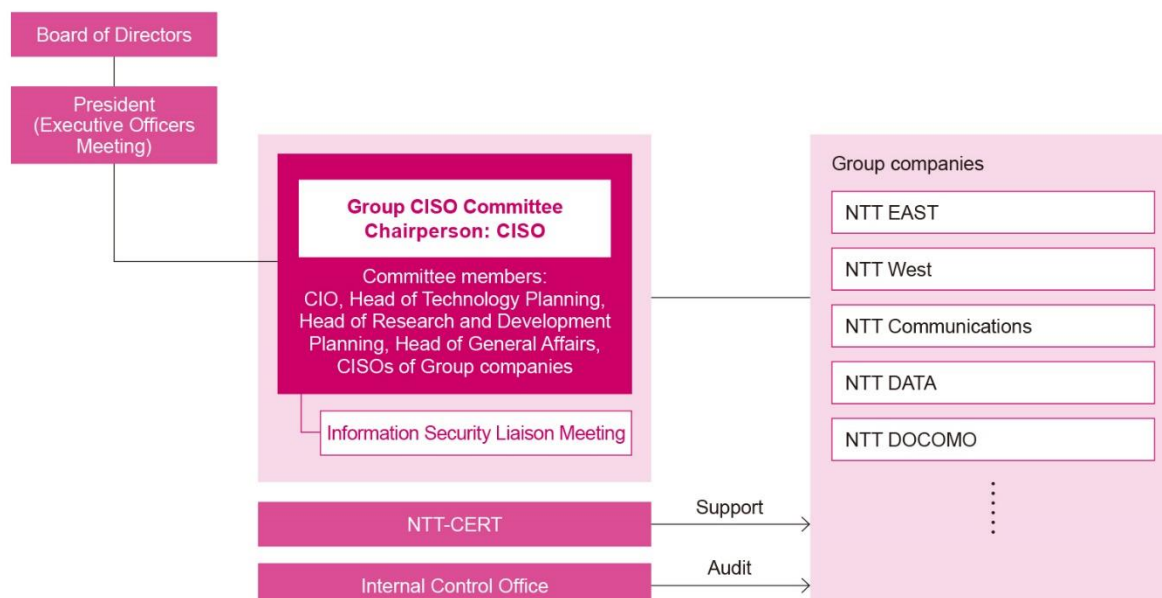 Board of Directors
President
(Executive Officers
Meeting)
Group CISO Committee
Chairperson: CISO
Committee members:
CIO, Head of Technology Planning,
Head of Research and Development
Planning, Head of General Affairs,
CISOs of Group companies
Information Security Liaison Meeting
NTT-CERT
Internal Control Office
Support
Audit
Group companies
NTT EAST
NTT West
NTT Communications
NTT DATA
NTT DOCOMO